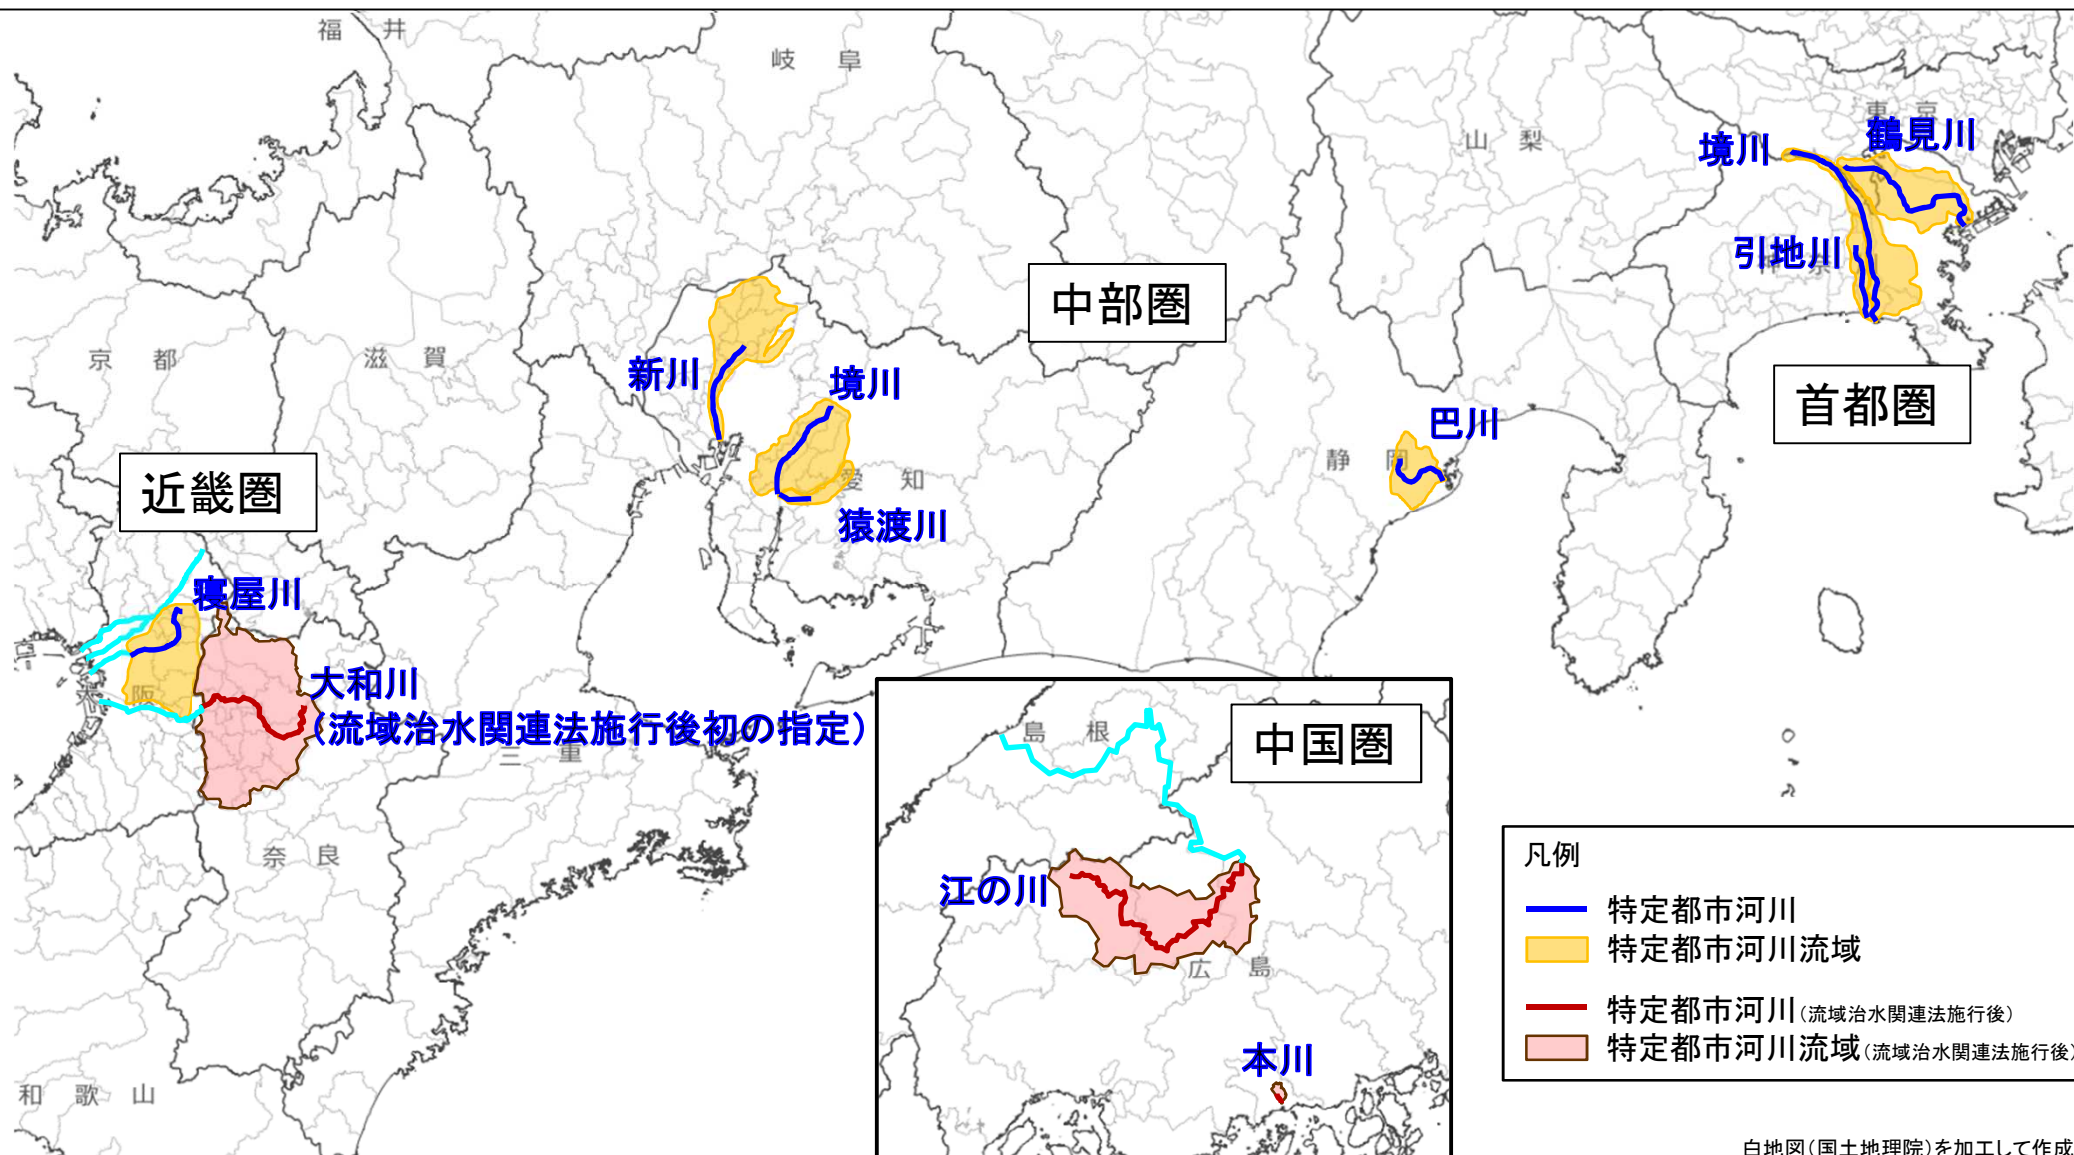 福井
岐阜
東京
山梨
境川
鶴見川
引地川
中部圏
京都
滋賀
新川
境川
首都圏
巴川
静岡
愛知
近畿圏
猿渡川
寝屋川
大和川
(流域治水関連法施行後初の指定)
大阪
三重
島根
中国圏
奈良
江の川
広島
本川
和歌山
凡例
特定都市河川
特定都市河川流域
特定都市河川(流域治水関連法施行後)
特定都市河川流域(流域治水関連法施行後)
白地図(国土地理院)を加工して作成